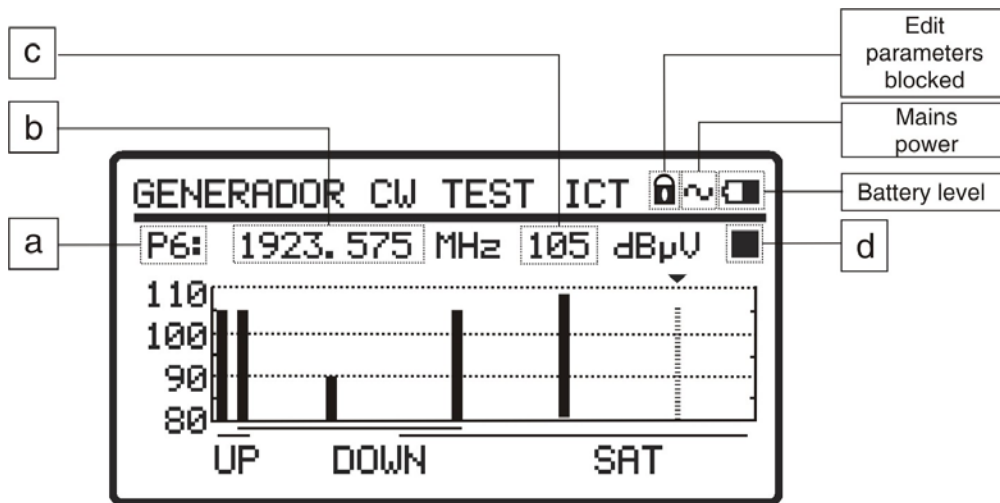 Edit
parameters
blocked
c
b
Mains
power
GENERADOR CW TEST ICT
Battery level
a
P6: 1923.575 MHz 105 dBµV
d
110
100
90
80
UP DOWN SAT